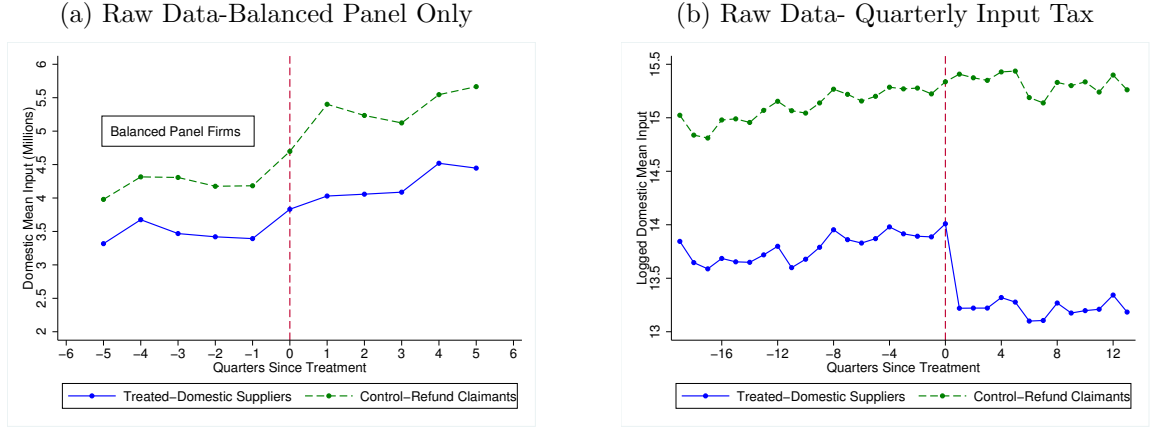 (a) Raw Data-Balanced Panel Only
Domestic Mean Input (Millions)
6
5.5
5
4.5
4
3.5
3
2.5
2
Balanced Panel Firms
−6 −5 −4 −3 −2 −1 0 1 2 3 4 5 6
Quarters Since Treatment
Treated−Domestic Suppliers Control−Refund Claimants
(b) Raw Data- Quarterly Input Tax
Logged Domestic Mean Input
15.5
15
14.5
14
13.5
13
−16 −12 −8 −4 0 4 8 12
Quarters Since Treatment
Treated−Domestic Suppliers Control−Refund Claimants